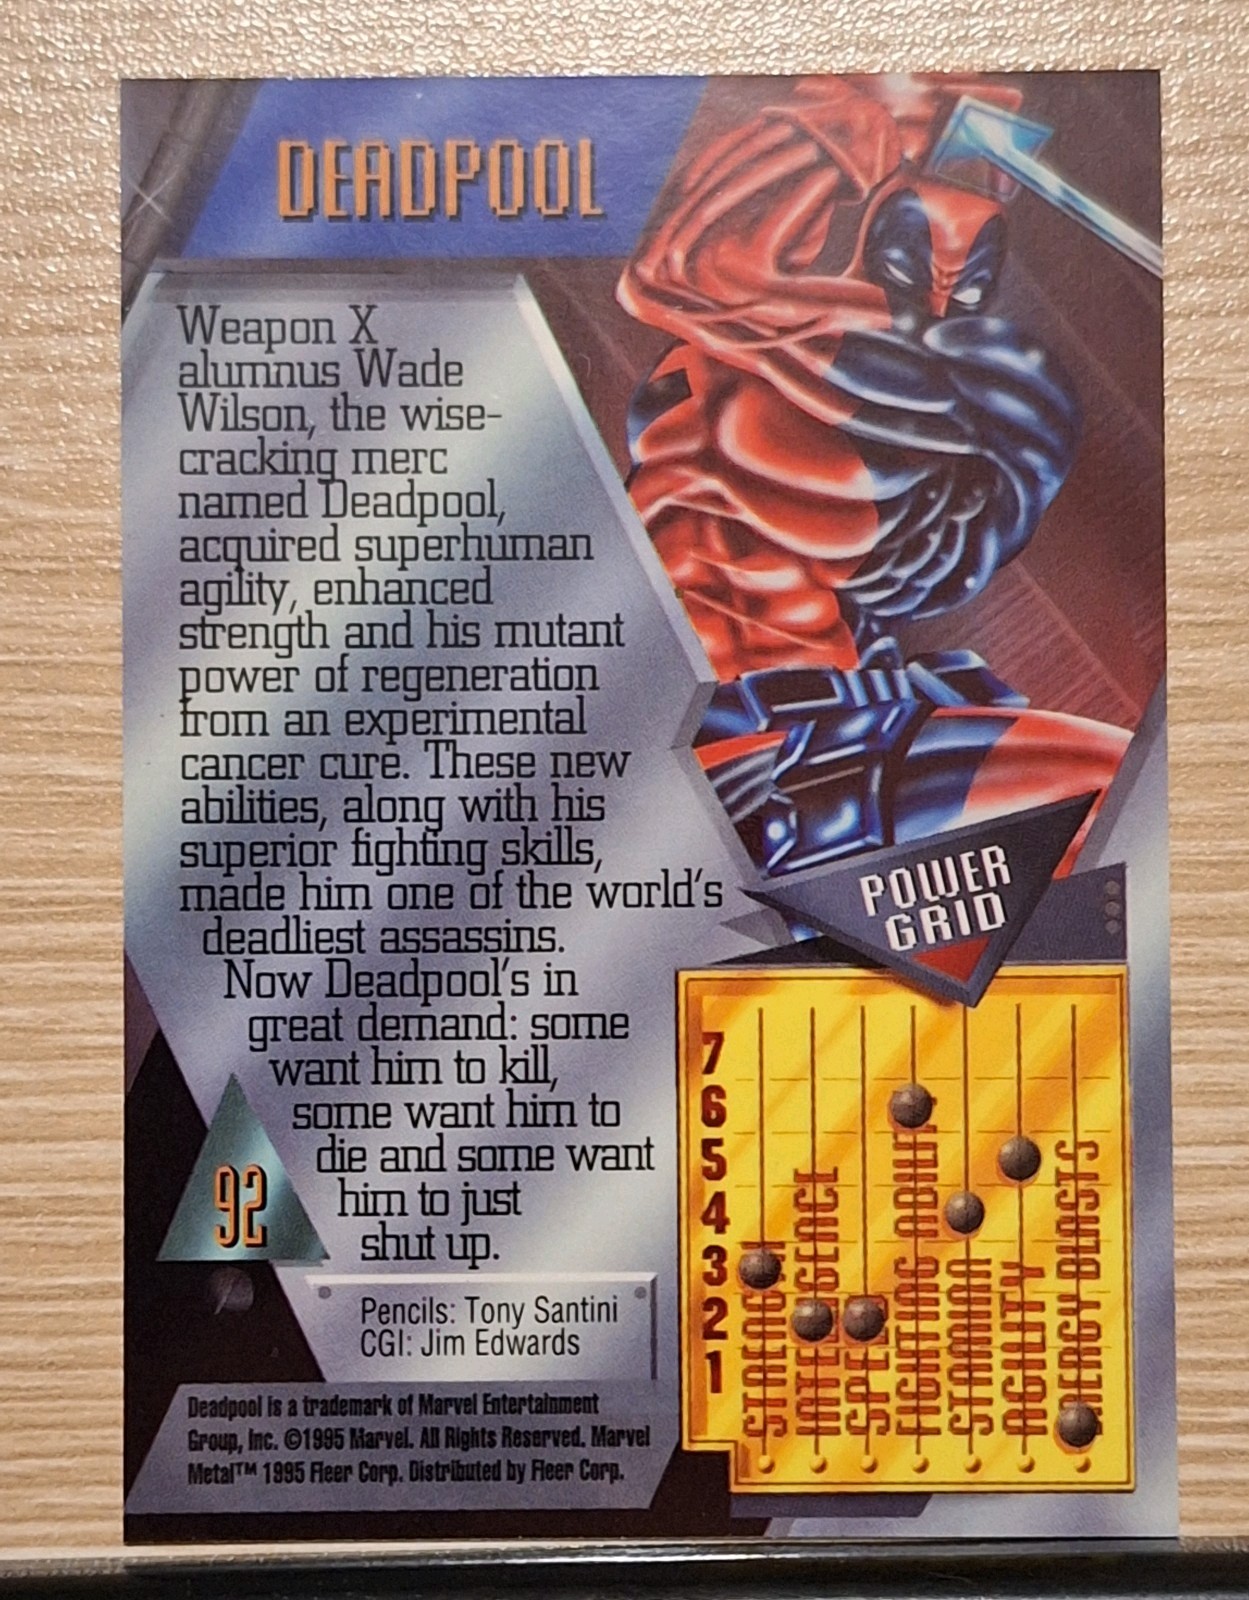 DEADPOOL
Weapon X
alumnus Wade
Wilson, the wise-
cracking merc
named Deadpool,
acquired superhuman
agility, enhanced
strength and his mutant
power of regeneration
from an experimental
cancer cure. These new
abilities, along with his
superior fighting skills,
made him one of the world's
deadliest assassins.
Now Deadpool's in
great demand: some
want him to kill,
some want him to
die and some want
him to just
shut up.
92
Pencils: Tony Santini
CGI: Jim Edwards
Deadpool is a trademark of Marvel Entertainment
Group, Inc. ©1995 Marvel. All Rights Reserved. Marvel
Metal™ 1995 Fleer Corp. Distributed by Fleer Corp.
POWER
GRID
7
6
5
4
3
2
1
STRENGTH
INTELLIGENCE
SPEED
FIGHTING ABILITY
STAMINA
AGILITY
ENERGY BLASTS